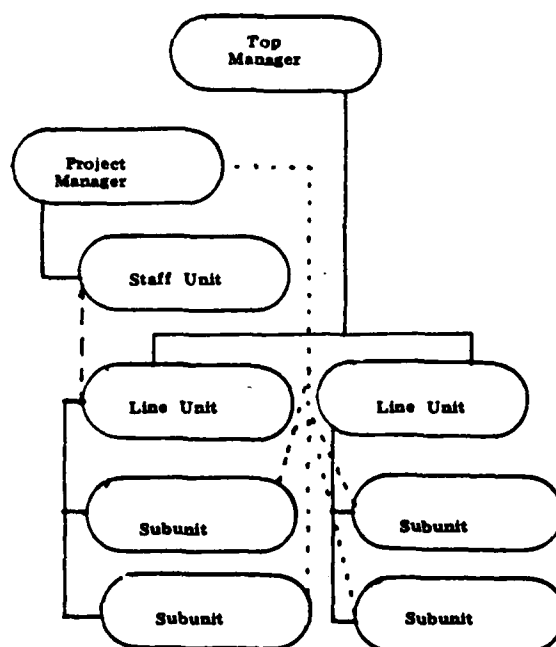 Top
Manager
Project
Manager
Staff Unit
Line Unit
Line Unit
Subunit
Subunit
Subunit
Subunit